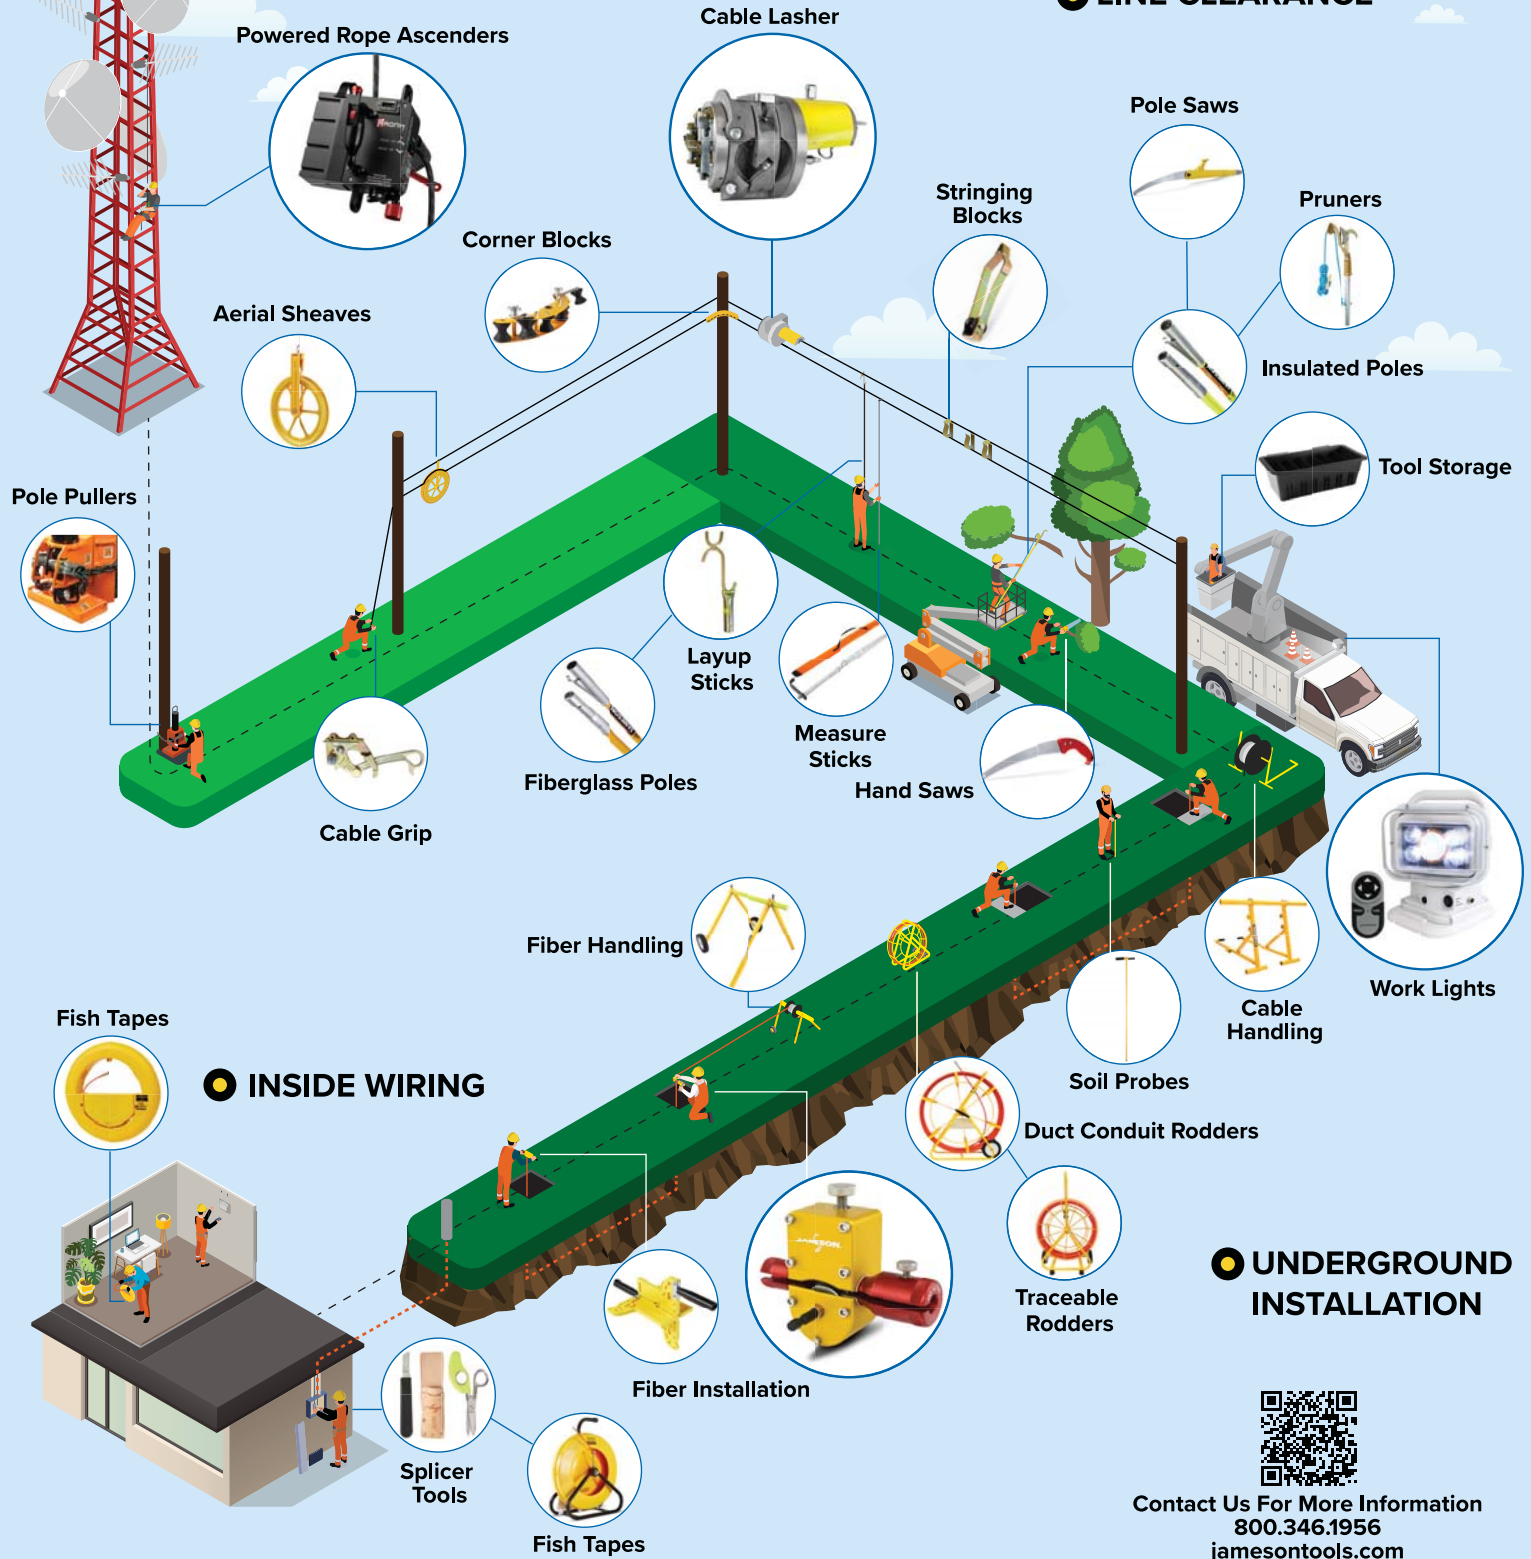 LINE CLEARANCE
Cable Lasher
Powered Rope Ascenders
Pole Saws
Stringing
Blocks
Pruners
Corner Blocks
Aerial Sheaves
Insulated Poles
Tool Storage
Pole Pullers
Layup
Sticks
Measure
Sticks
Fiberglass Poles
Hand Saws
Cable Grip
Fiber Handling
Work Lights
Cable
Handling
Fish Tapes
INSIDE WIRING
Soil Probes
Duct Conduit Rodders
JAMESON
UNDERGROUND
INSTALLATION
Traceable
Rodders
Fiber Installation
Splicer
Tools
Fish Tapes
Contact Us For More Information
800.346.1956
jamesontools.com